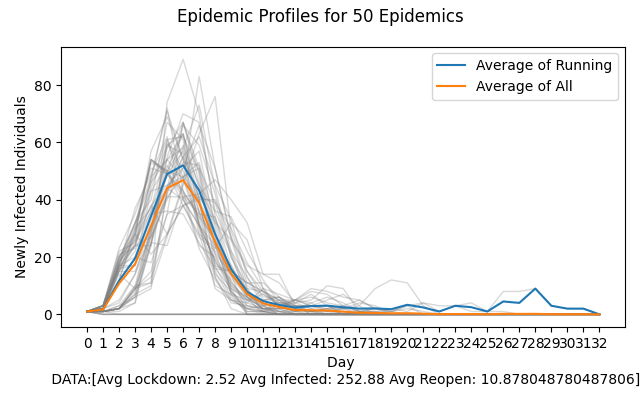 Epidemic Profiles for 50 Epidemics
Average of Running
Average of All
Newly Infected Individuals
80
60
40
20
0
0 1 2 3 4 5 6 7 8 9 10 11 12 13 14 15 16 17 18 19 20 21 22 23 24 25 26 27 28 29 30 31 32
Day
DATA:[Avg Lockdown: 2.52 Avg Infected: 252.88 Avg Reopen: 10.878048780487806]